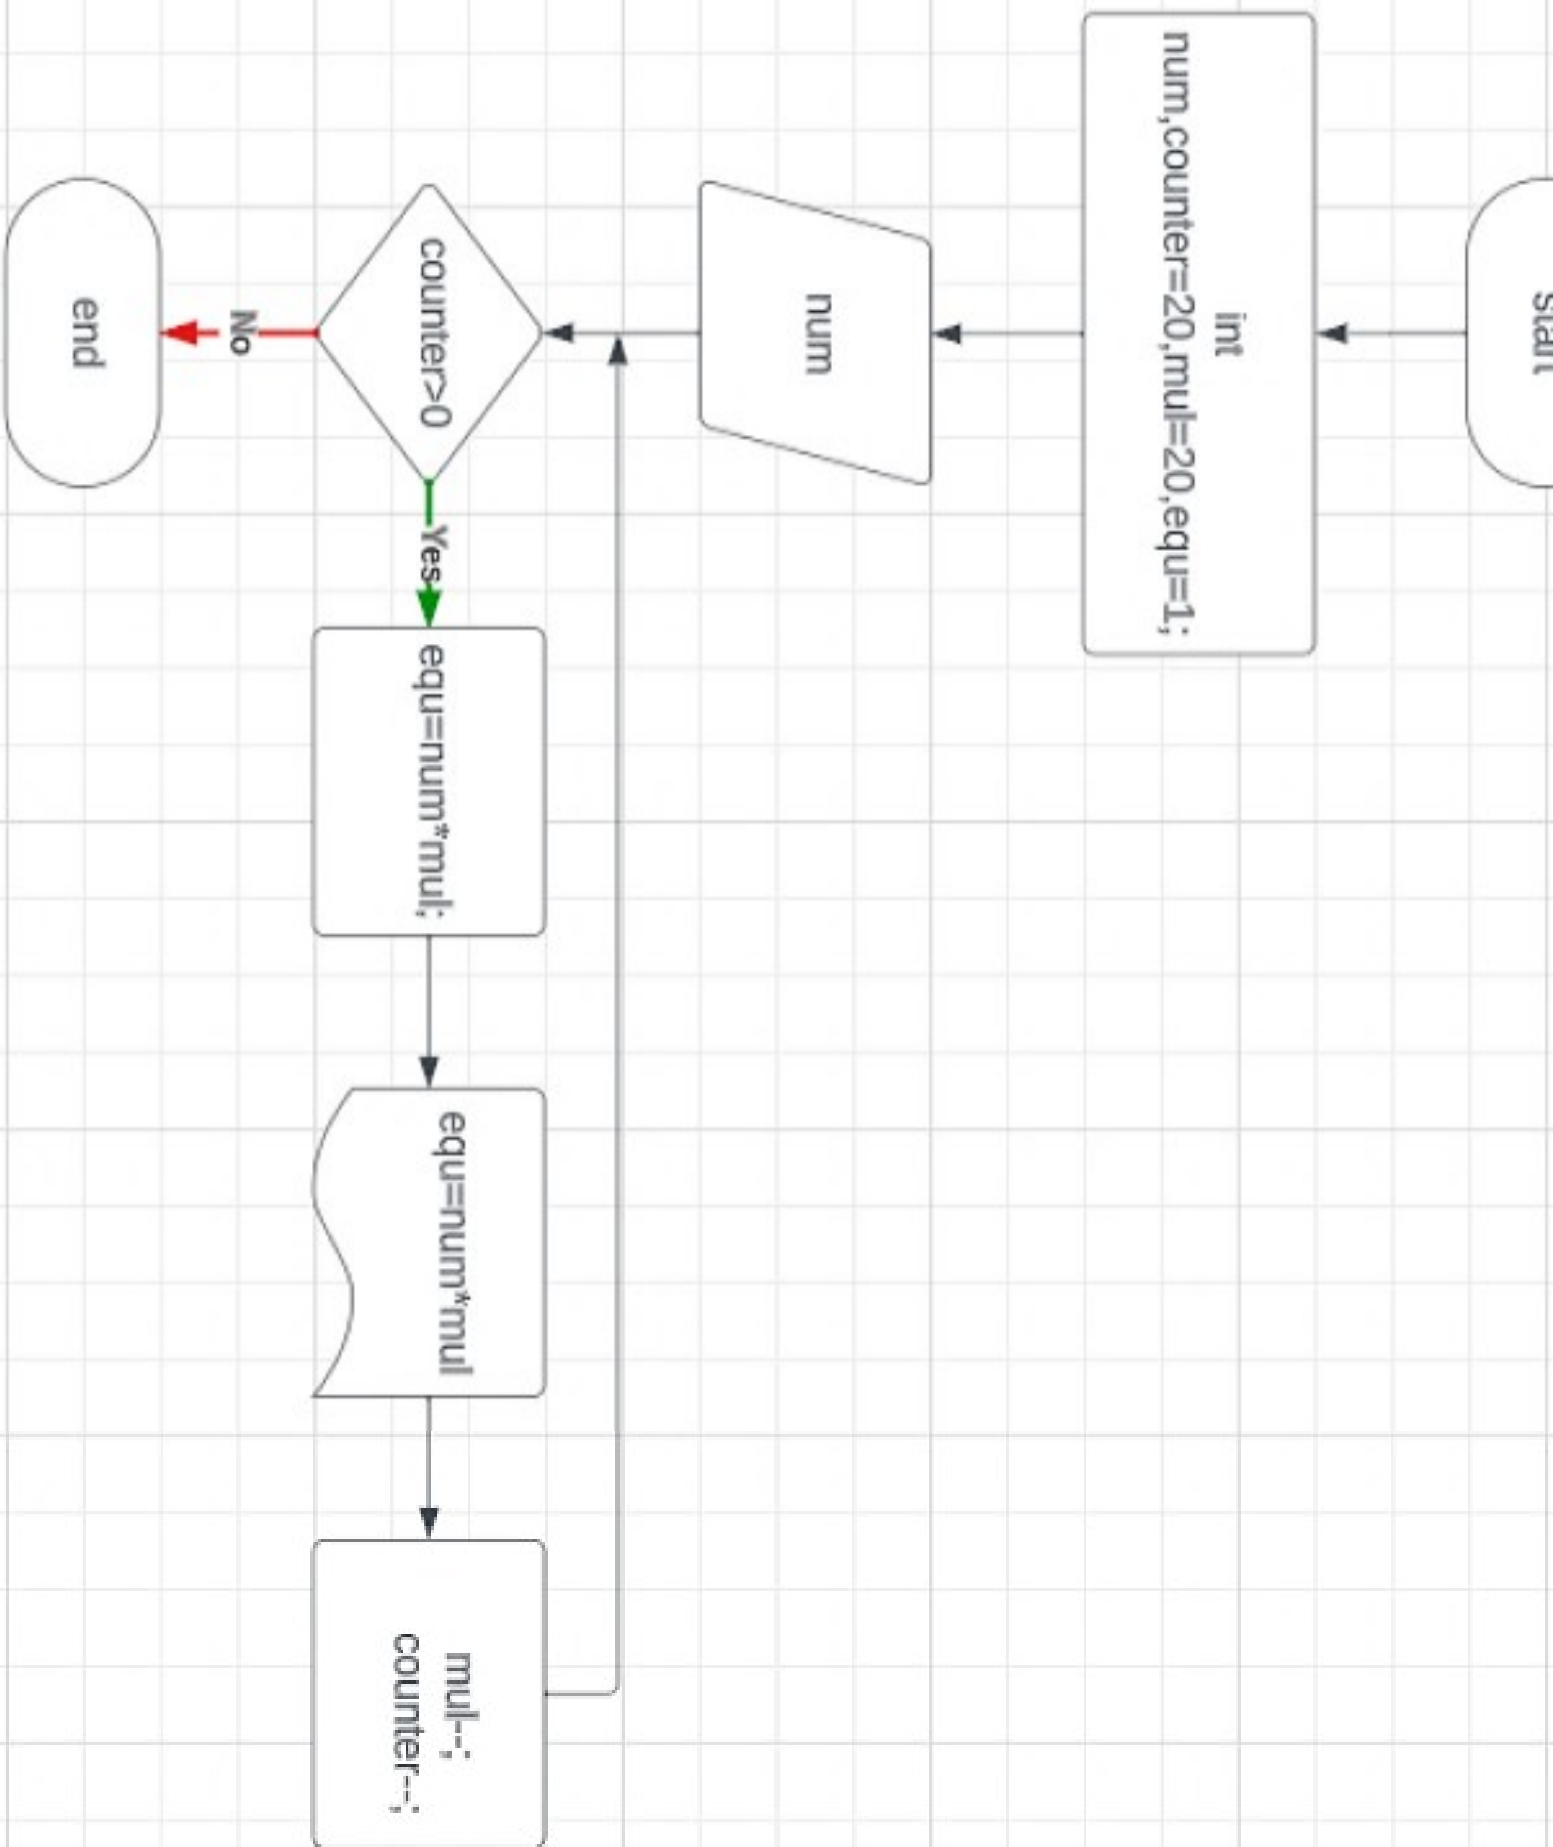 start
int
num,counter=20,mul=20,equ=1;
num
counter>0
Yes
No
equ=num*mul;
equ=num*mul
mul--;
counter--;
end